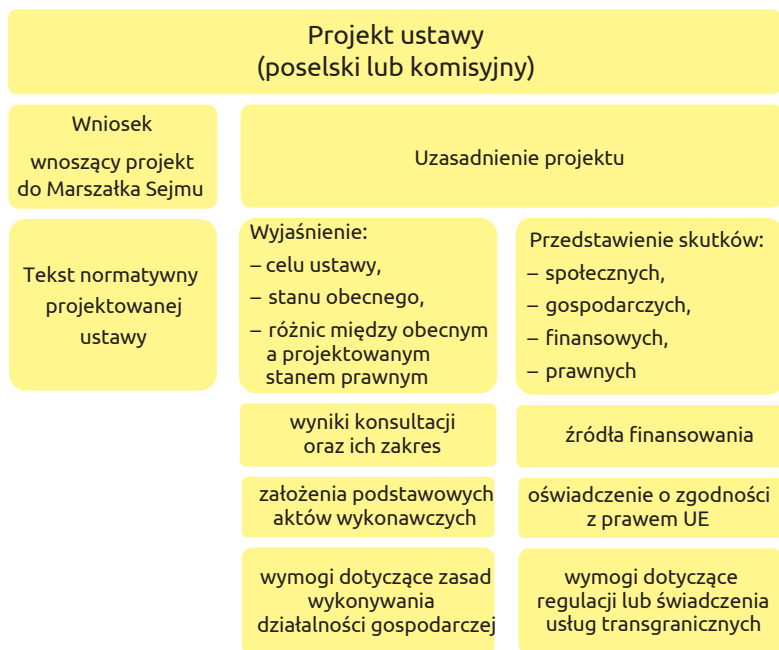 Projekt ustawy
(poselski lub komisyjny)
Wniosek
wnoszący projekt
do Marszałka Sejmu
Uzasadnienie projektu
Tekst normatywny
projektowanej
ustawy
Wyjaśnienie:
– celu ustawy,
– stanu obecnego,
– różnic między obecnym
a projektowanym
stanem prawnym
Przedstawienie skutków:
– społecznych,
– gospodarczych,
– finansowych,
– prawnych
wyniki konsultacji
oraz ich zakres
źródła finansowania
założenia podstawowych
aktów wykonawczych
oświadczenie o zgodności
z prawem UE
wymogi dotyczące zasad
wykonywania
działalności gospodarczej
wymogi dotyczące
regulacji lub świadczenia
usług transgranicznych